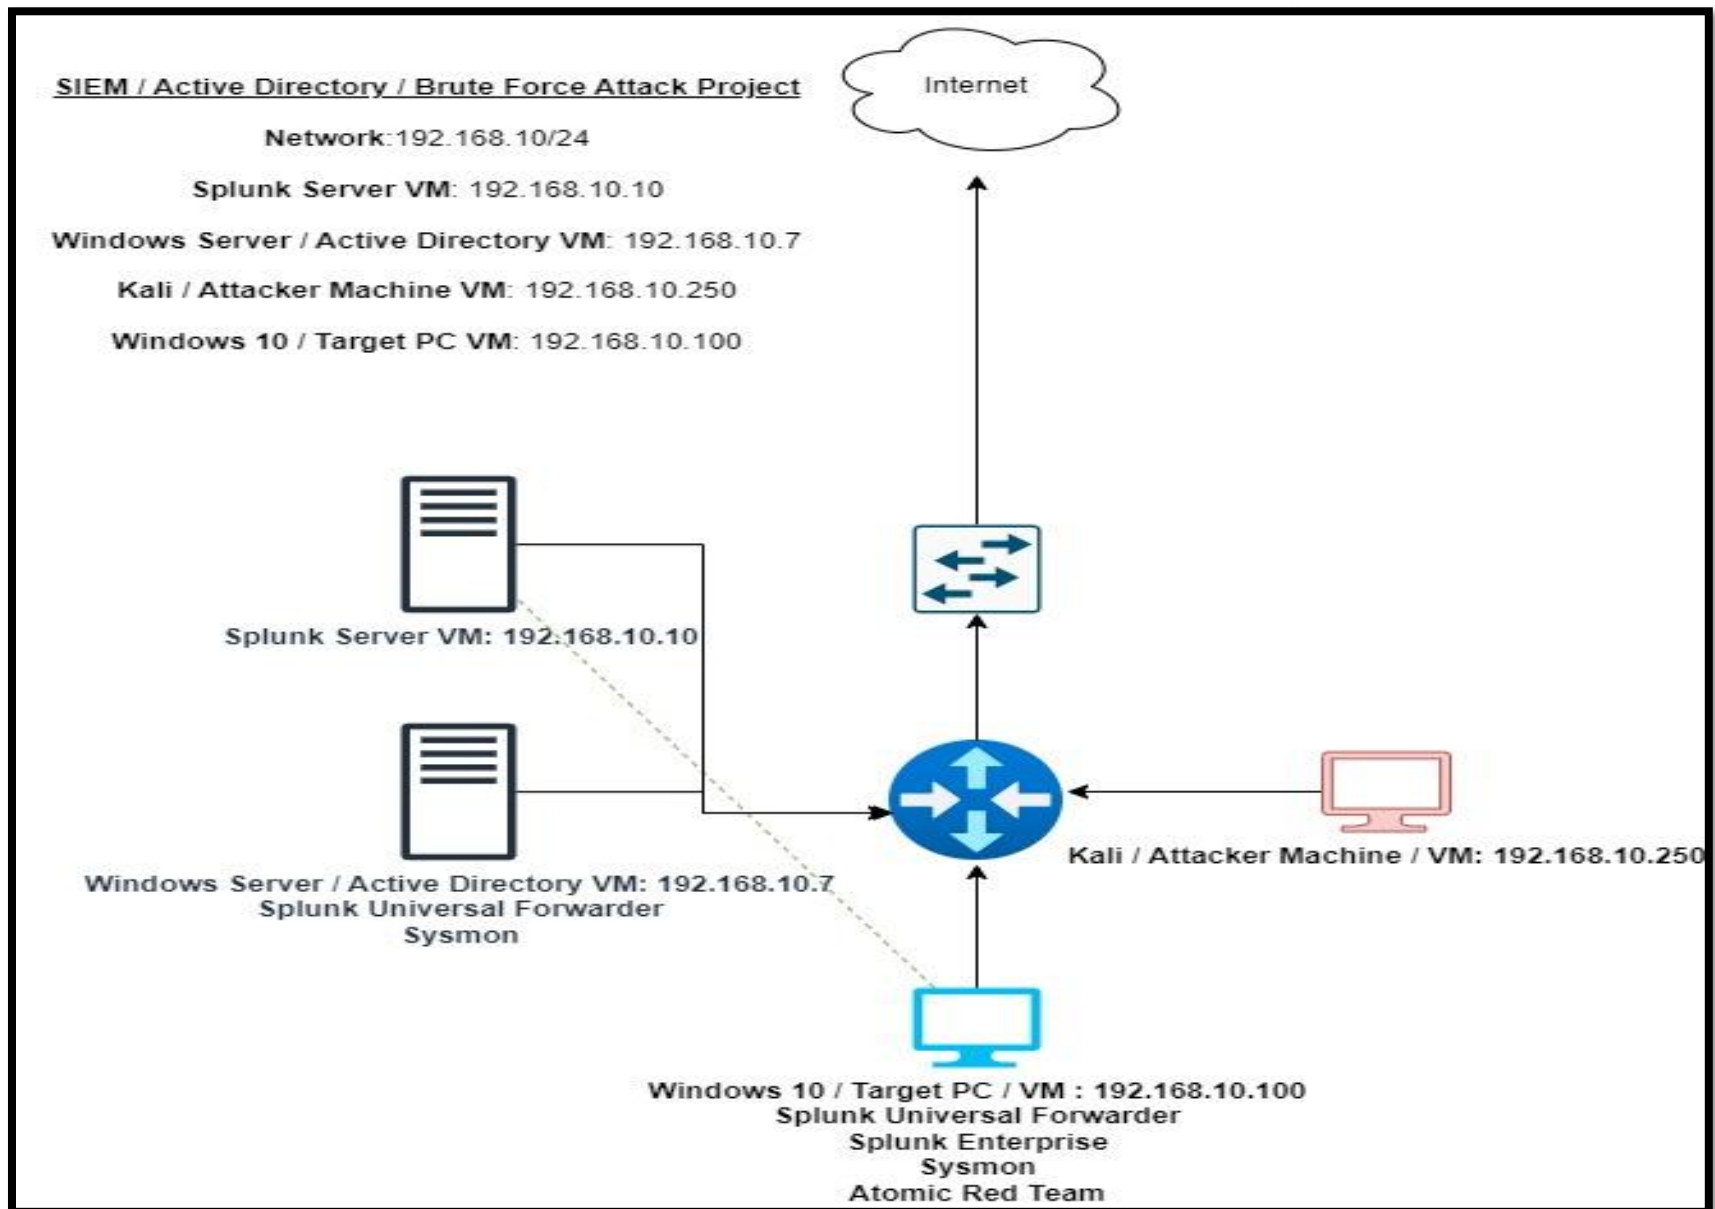 SIEM / Active Directory / Brute Force Attack Project
Network:192.168.10/24
Splunk Server VM: 192.168.10.10
Windows Server / Active Directory VM: 192.168.10.7
Kali / Attacker Machine VM: 192.168.10.250
Windows 10 / Target PC VM: 192.168.10.100
Internet
Splunk Server VM: 192.168.10.10
Windows Server / Active Directory VM: 192.168.10.7
Splunk Universal Forwarder
Sysmon
Kali / Attacker Machine / VM: 192.168.10.250
Windows 10 / Target PC / VM : 192.168.10.100
Splunk Universal Forwarder
Splunk Enterprise
Sysmon
Atomic Red Team